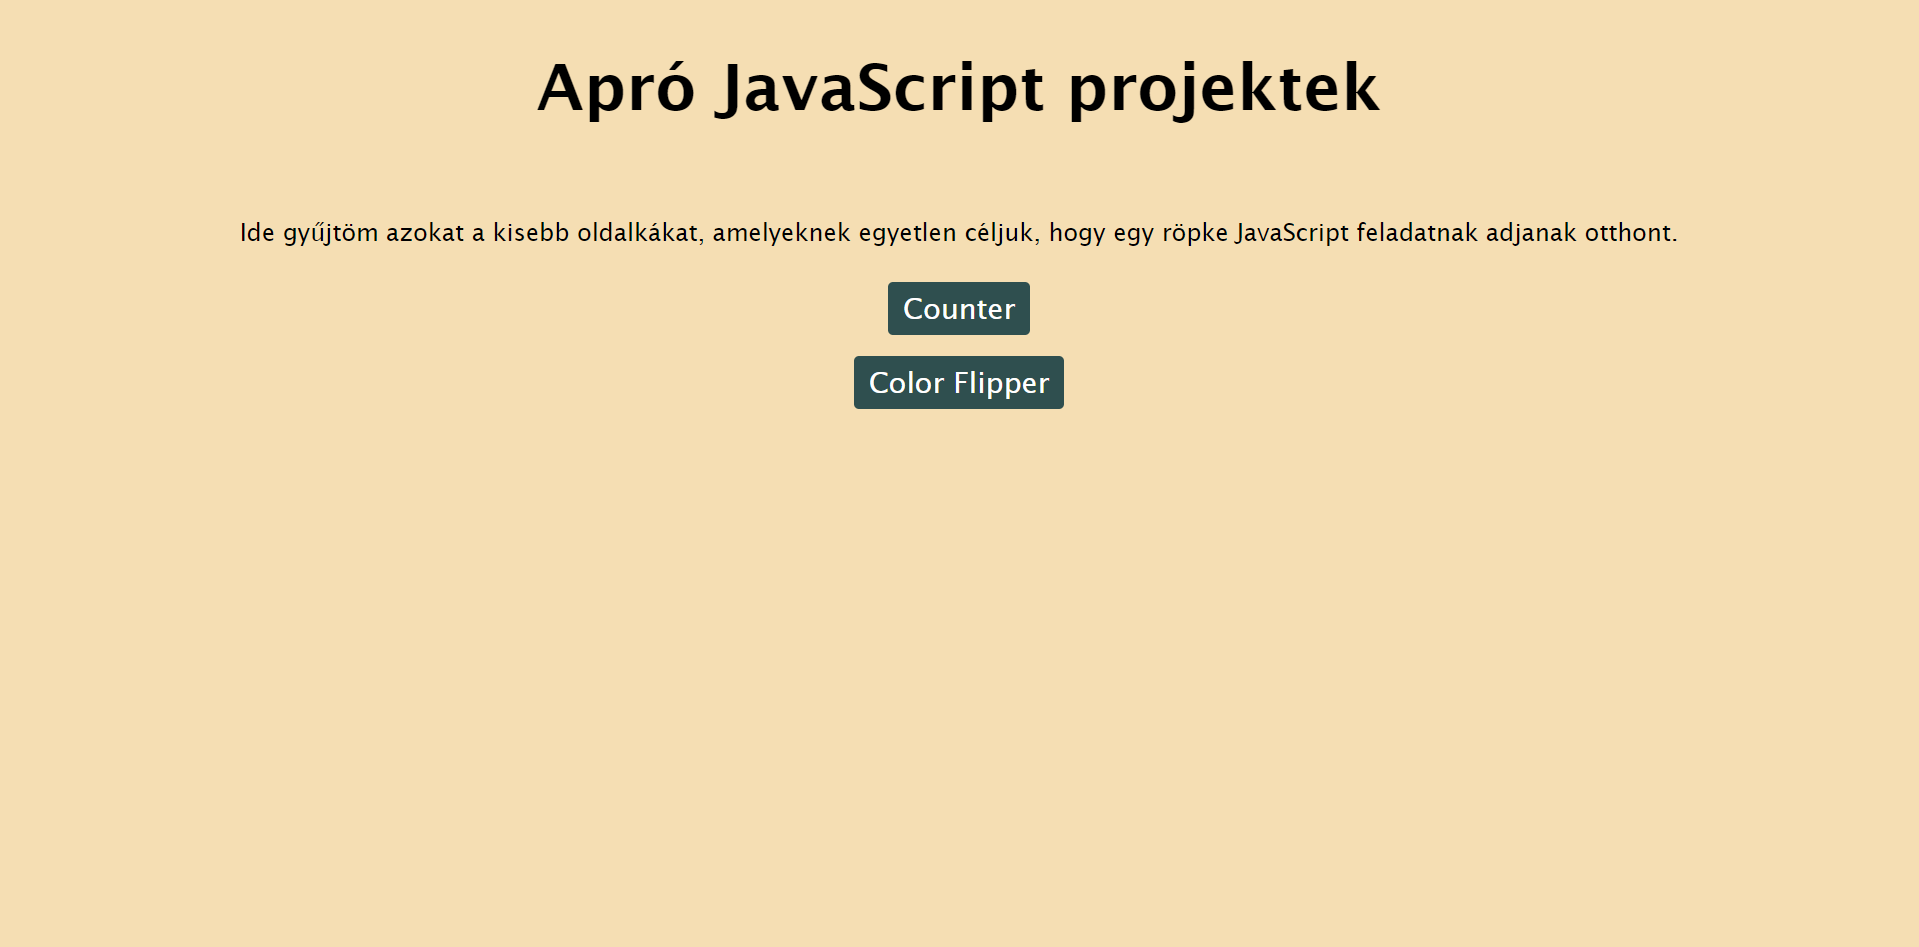 Apró JavaScript projektek
Ide gyűjtöm azokat a kisebb oldalkákat, amelyeknek egyetlen céljuk, hogy egy röpke JavaScript feladatnak adjanak otthont.
Counter
Color Flipper